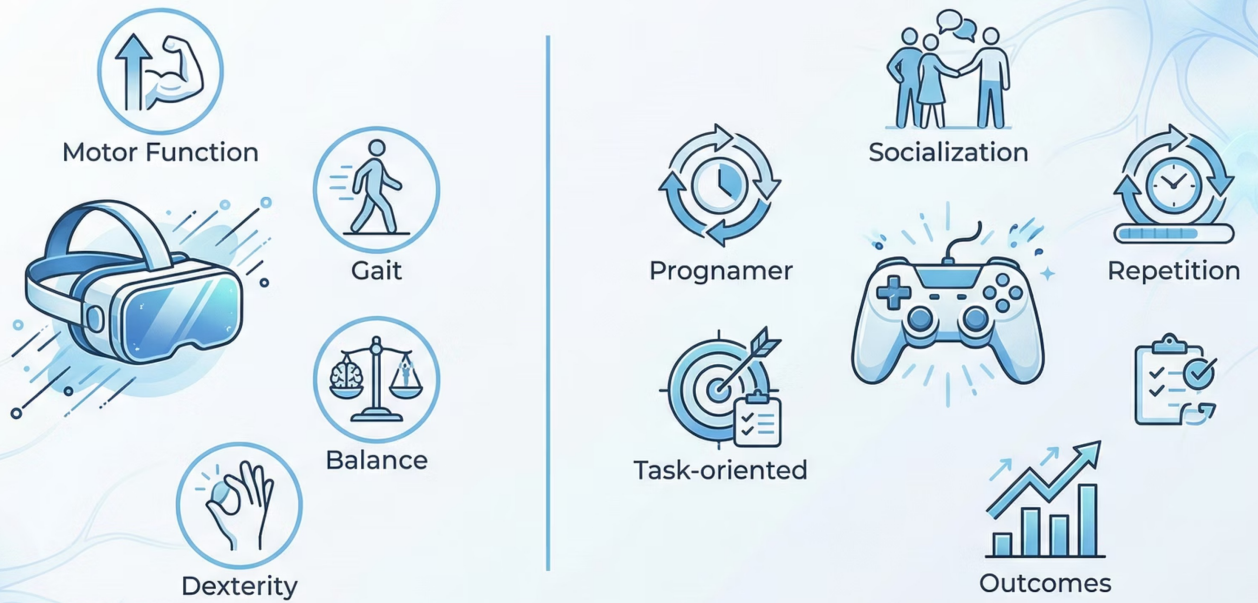 Motor Function
Gait
Balance
Dexterity
Socialization
Prognamer
Repetition
Task-oriented
Outcomes